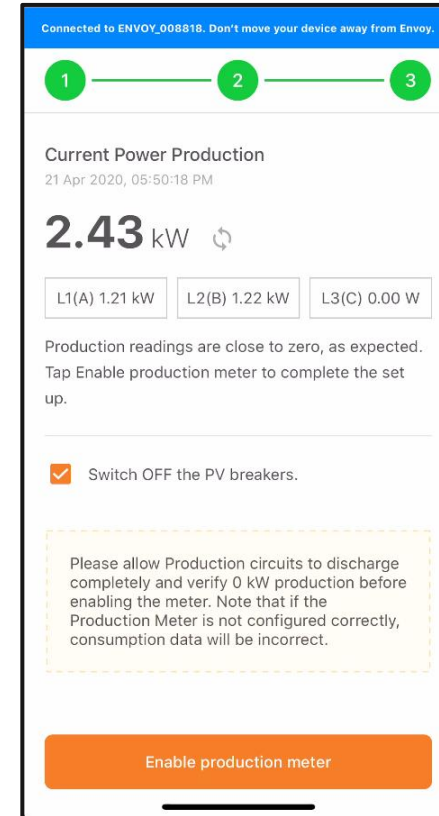 Connected to ENVOY_008818. Don't move your device away from Envoy.
1 2 3
Current Power Production
21 Apr 2020, 05:50:18 PM
2.43 kW
L1(A) 1.21 kW L2(B) 1.22 kW L3(C) 0.00 W
Production readings are close to zero, as expected.
Tap Enable production meter to complete the set
up.
Switch OFF the PV breakers.
Please allow Production circuits to discharge
completely and verify 0 kW production before
enabling the meter. Note that if the
Production Meter is not configured correctly,
consumption data will be incorrect.
Enable production meter